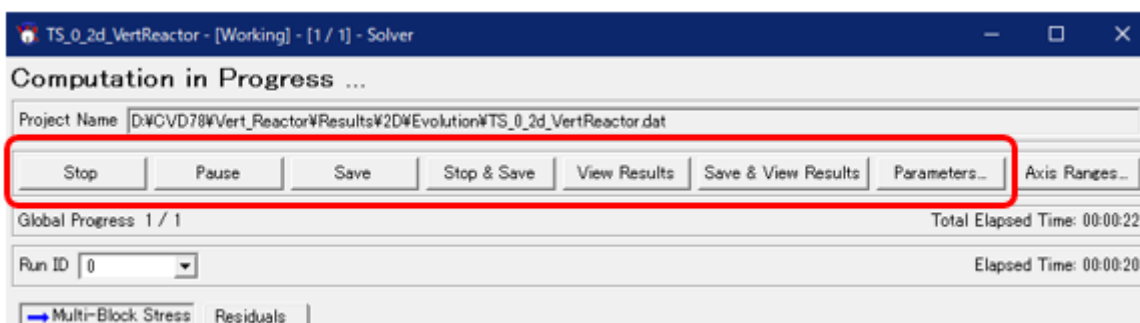 TS_0_2d_VertReactor - [Working] - [1 / 1] - Solver
Computation in Progress ...
Project Name D:¥CVD78¥Vert_Reactor¥Results¥2D¥Evolution¥TS_0_2d_VertReactor.dat
Stop Pause Save Stop & Save View Results Save & View Results Parameters... Axis Ranges...
Global Progress 1 / 1 Total Elapsed Time: 00:00:22
Run ID 0 Elapsed Time: 00:00:20
Multi-Block Stress Residuals